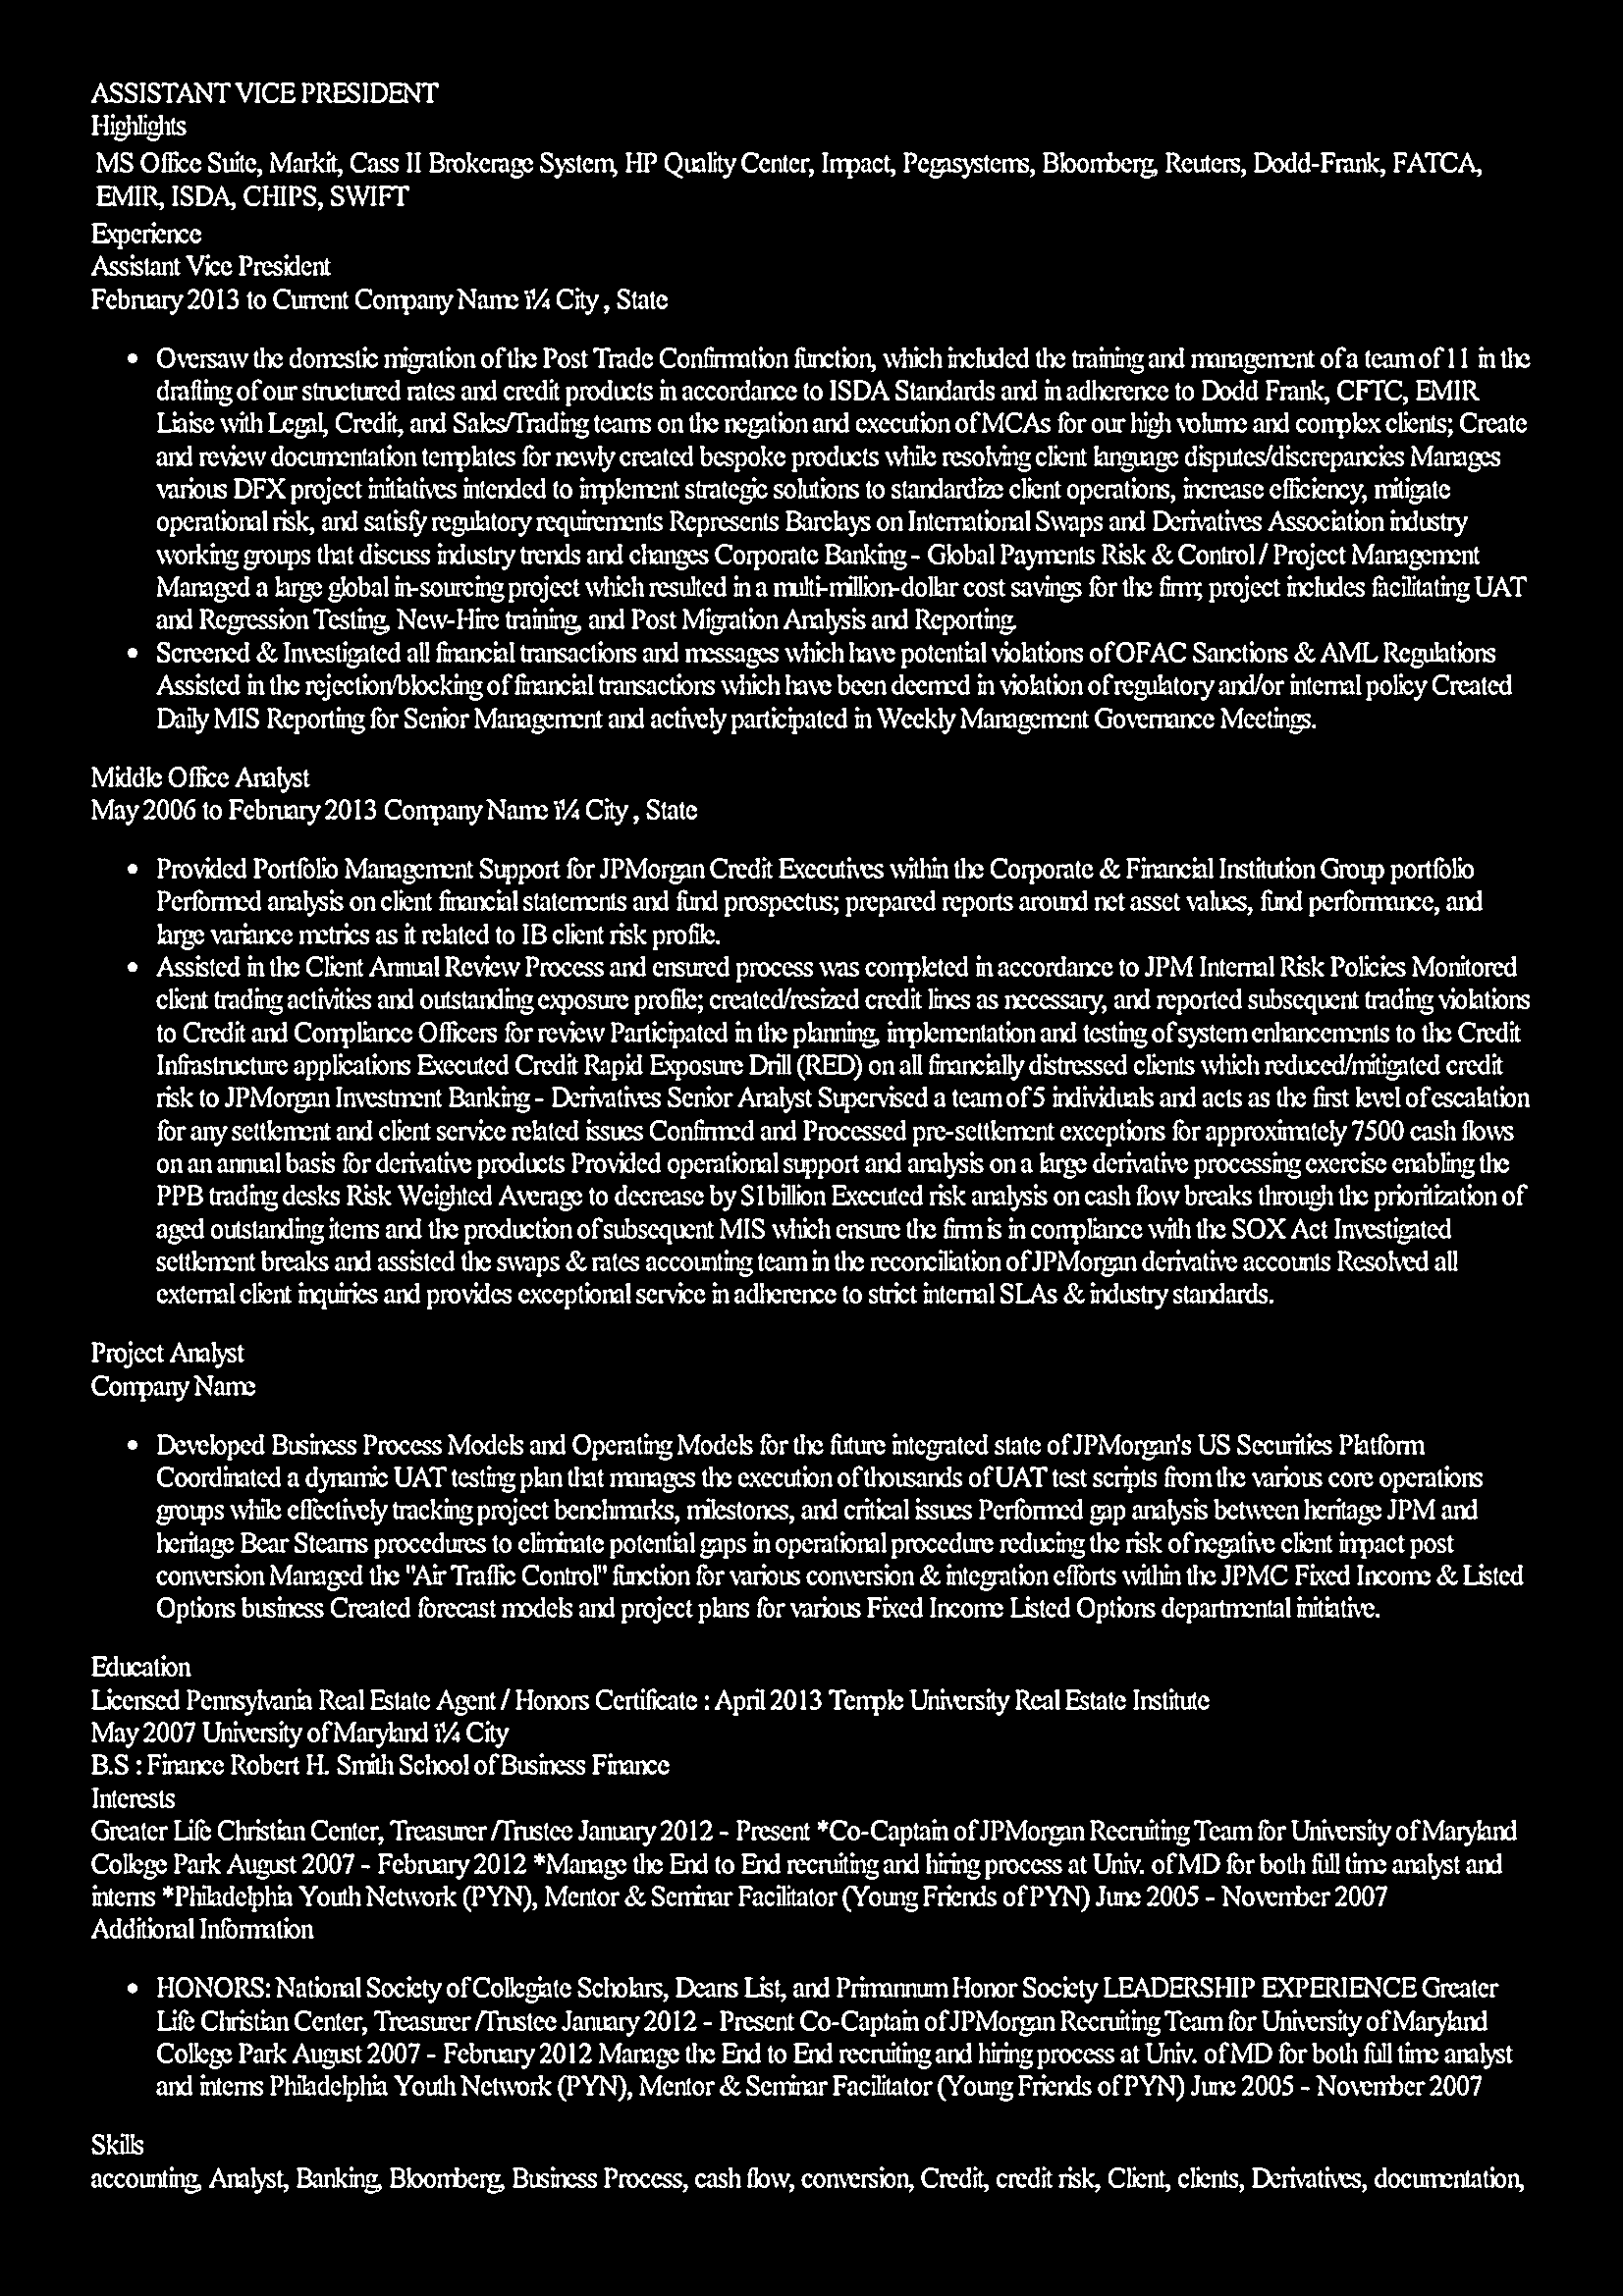 ASSISTANT VICE PRESIDENT
Highlights
MS Office Suite, Markit, Cass II Brokerage System, HP Quality Center, Impact, Pegasystems, Bloomberg, Reuters, Dodd-Frank, FATCA,
EMIR, ISDA, CHIPS, SWIFT
Experience
Assistant Vice President
February 2013 to Current Company Name ï¼ City , State
• Oversaw the domestic migration of the Post Trade Confirmation function, which included the training and management of a team of 11 in the
drafting of our structured rates and credit products in accordance to ISDA Standards and in adherence to Dodd Frank, CFTC, EMIR
Liaise with Legal, Credit, and Sales/Trading teams on the negation and execution of MCAs for our high volume and complex clients; Create
and review documentation templates for newly created bespoke products while resolving client language disputes/discrepancies Manages
various DFX project initiatives intended to implement strategic solutions to standardize client operations, increase efficiency, mitigate
operational risk, and satisfy regulatory requirements Represents Barclays on International Swaps and Derivatives Association industry
working groups that discuss industry trends and changes Corporate Banking - Global Payments Risk & Control / Project Management
Managed a large global in-sourcing project which resulted in a multi-million-dollar cost savings for the firm; project includes facilitating UAT
and Regression Testing, New-Hire training, and Post Migration Analysis and Reporting.
• Screened & Investigated all financial transactions and messages which have potential violations of OFAC Sanctions & AML Regulations
Assisted in the rejection/blocking of financial transactions which have been deemed in violation of regulatory and/or internal policy Created
Daily MIS Reporting for Senior Management and actively participated in Weekly Management Governance Meetings.
Middle Office Analyst
May 2006 to February 2013 Company Name ï¼ City , State
• Provided Portfolio Management Support for JPMorgan Credit Executives within the Corporate & Financial Institution Group portfolio
Performed analysis on client financial statements and fund prospectus; prepared reports around net asset values, fund performance, and
large variance metrics as it related to IB client risk profile.
• Assisted in the Client Annual Review Process and ensured process was completed in accordance to JPM Internal Risk Policies Monitored
client trading activities and outstanding exposure profile; created/resized credit lines as necessary, and reported subsequent trading violations
to Credit and Compliance Officers for review Participated in the planning, implementation and testing of system enhancements to the Credit
Infrastructure applications Executed Credit Rapid Exposure Drill (RED) on all financially distressed clients which reduced/mitigated credit
risk to JPMorgan Investment Banking - Derivatives Senior Analyst Supervised a team of 5 individuals and acts as the first level of escalation
for any settlement and client service related issues Confirmed and Processed pre-settlement exceptions for approximately 7500 cash flows
on an annual basis for derivative products Provided operational support and analysis on a large derivative processing exercise enabling the
PPB trading desks Risk Weighted Average to decrease by $1billion Executed risk analysis on cash flow breaks through the prioritization of
aged outstanding items and the production of subsequent MIS which ensure the firm is in compliance with the SOX Act Investigated
settlement breaks and assisted the swaps & rates accounting team in the reconciliation of JPMorgan derivative accounts Resolved all
external client inquiries and provides exceptional service in adherence to strict internal SLAs & industry standards.
Project Analyst
Company Name
• Developed Business Process Models and Operating Models for the future integrated state of JPMorgan's US Securities Platform
Coordinated a dynamic UAT testing plan that manages the execution of thousands of UAT test scripts from the various core operations
groups while effectively tracking project benchmarks, milestones, and critical issues Performed gap analysis between heritage JPM and
heritage Bear Stearns procedures to eliminate potential gaps in operational procedure reducing the risk of negative client impact post
conversion Managed the "Air Traffic Control" function for various conversion & integration efforts within the JPMC Fixed Income & Listed
Options business Created forecast models and project plans for various Fixed Income Listed Options departmental initiative.
Education
Licensed Pennsylvania Real Estate Agent / Honors Certificate : April 2013 Temple University Real Estate Institute
May 2007 University of Maryland ï¼ City
B.S : Finance Robert H. Smith School of Business Finance
Interests
Greater Life Christian Center, Treasurer /Trustee January 2012 - Present *Co-Captain of JPMorgan Recruiting Team for University of Maryland
College Park August 2007 - February 2012 *Manage the End to End recruiting and hiring process at Univ. of MD for both full time analyst and
interns *Philadelphia Youth Network (PYN), Mentor & Seminar Facilitator (Young Friends of PYN) June 2005 - November 2007
Additional Information
• HONORS: National Society of Collegiate Scholars, Deans List, and Primannum Honor Society LEADERSHIP EXPERIENCE Greater
Life Christian Center, Treasurer /Trustee January 2012 - Present Co-Captain of JPMorgan Recruiting Team for University of Maryland
College Park August 2007 - February 2012 Manage the End to End recruiting and hiring process at Univ. of MD for both full time analyst
and interns Philadelphia Youth Network (PYN), Mentor & Seminar Facilitator (Young Friends of PYN) June 2005 - November 2007
Skills
accounting, Analyst, Banking, Bloomberg, Business Process, cash flow, conversion, Credit, credit risk, Client, clients, Derivatives, documentation,